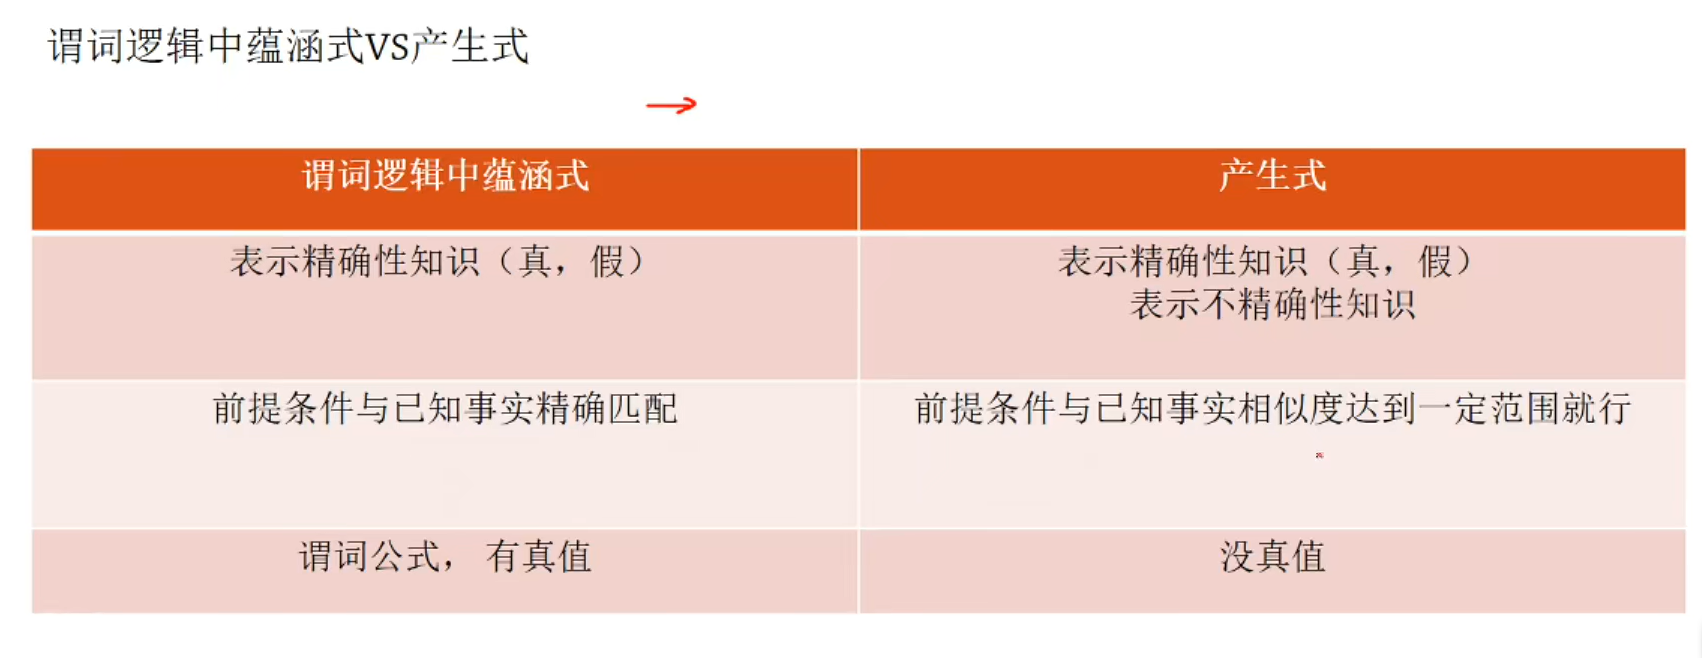 谓词逻辑中蕴涵式VS产生式
谓词逻辑中蕴涵式
产生式
表示精确性知识（真，假）
表示精确性知识（真，假）
表示不精确性知识
前提条件与已知事实精确匹配
前提条件与已知事实相似度达到一定范围就行
谓词公式， 有真值
没真值